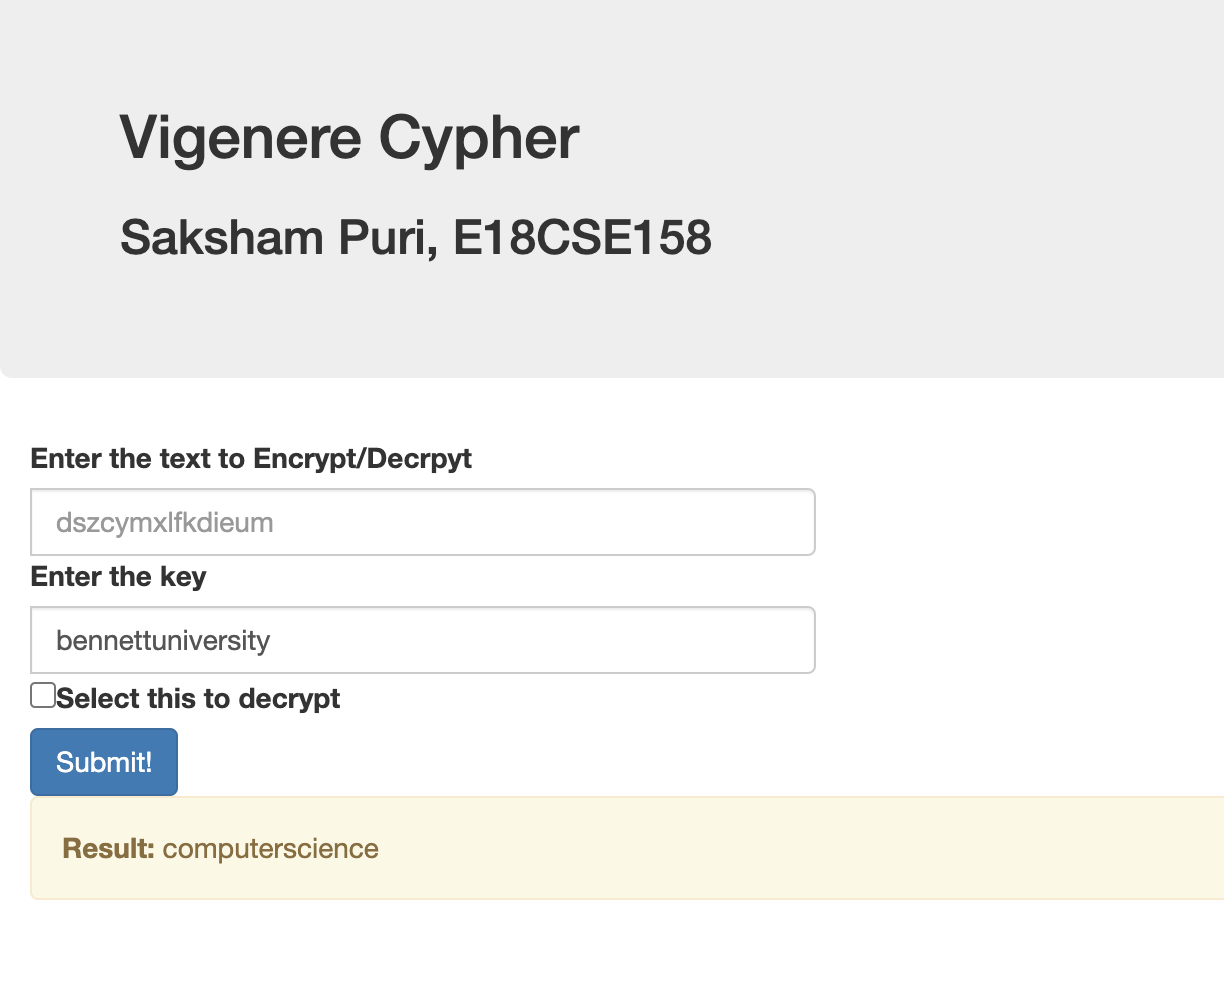 Vigenere Cypher
Saksham Puri, E18CSE158
Enter the text to Encrypt/Decrpyt
dszcymxlfkdieum
Enter the key
bennettuniversity
Select this to decrypt
Submit!
Result: computerscience